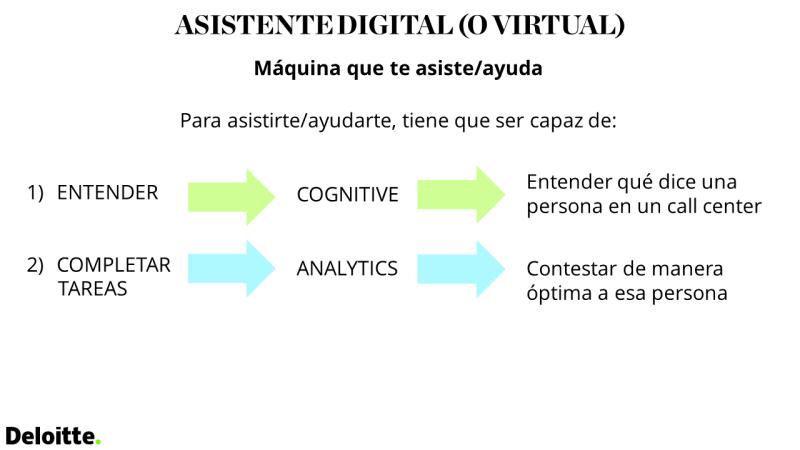 ASISTENTE DIGITAL (O VIRTUAL)
Máquina que te asiste/ayuda
Para asistirte/ayudarte, tiene que ser capaz de:
1) ENTENDER
COGNITIVE
Entender qué dice una
persona en un call center
2) COMPLETAR
TAREAS
ANALYTICS
Contestar de manera
óptima a esa persona
Deloitte.